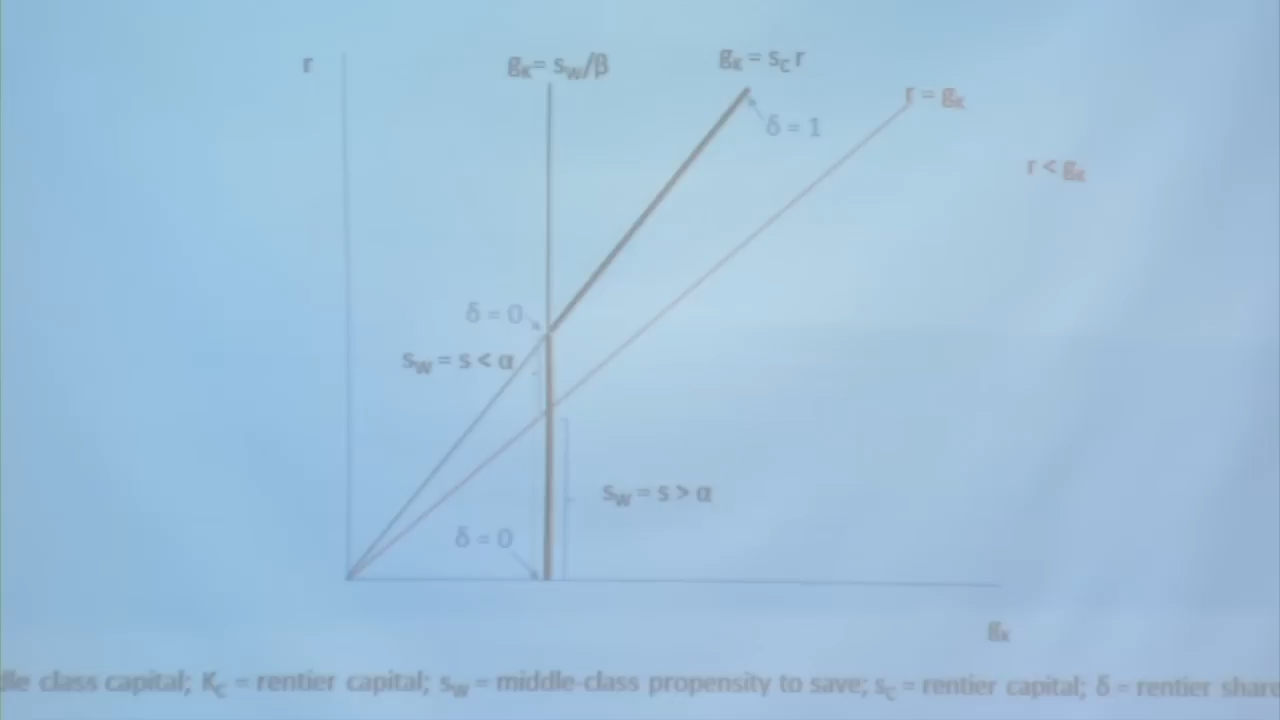 r
gK = sW/β
gK = sC r
r = gK
δ = 1
r < gK
δ = 0
sW = s < α
sW = s > α
δ = 0
gK
class capital; KC = rentier capital; sW = middle-class propensity to save; sC = rentier capital; δ = rentier share